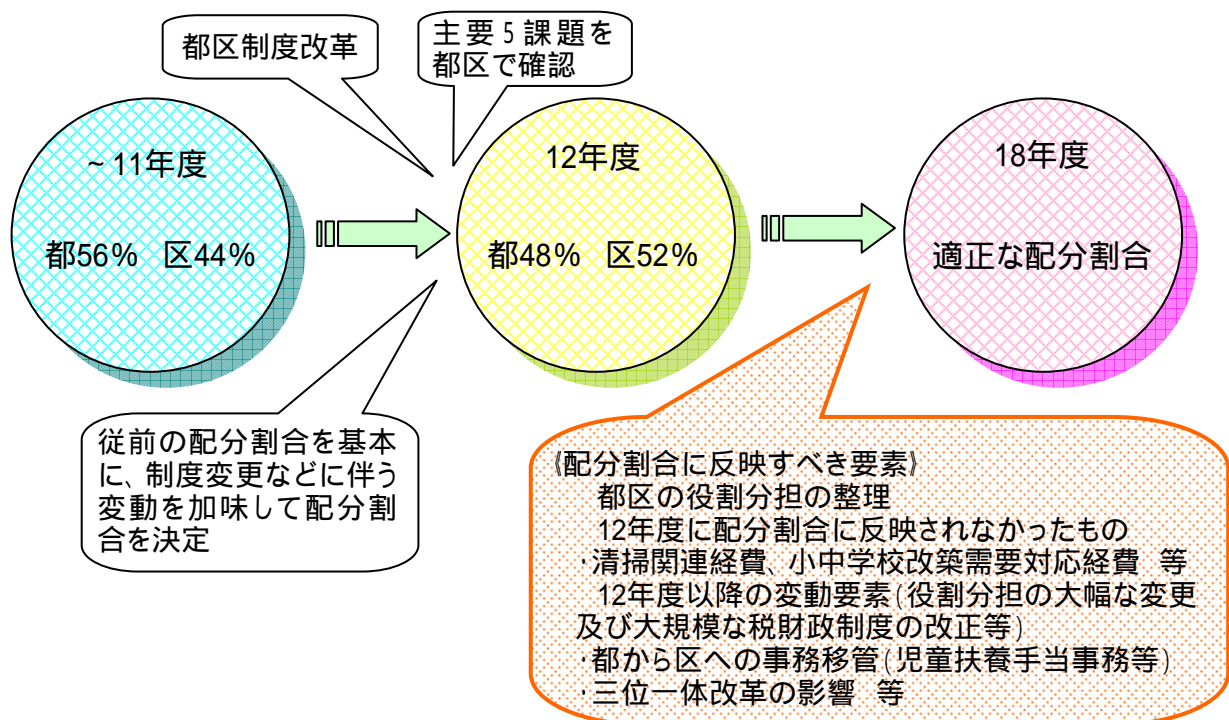 都区制度改革
主要5課題を
都区で確認
~11年度
都56% 区44%
12年度
都48% 区52%
18年度
適正な配分割合
従前の配分割合を基本
に、制度変更などに伴う
変動を加味して配分割
合を決定
《配分割合に反映すべき要素》
都区の役割分担の整理
12年度に配分割合に反映されなかったもの
・清掃関連経費、小中学校改築需要対応経費 等
12年度以降の変動要素(役割分担の大幅な変更
及び大規模な税財政制度の改正等)
・都から区への事務移管(児童扶養手当事務等)
・三位一体改革の影響 等